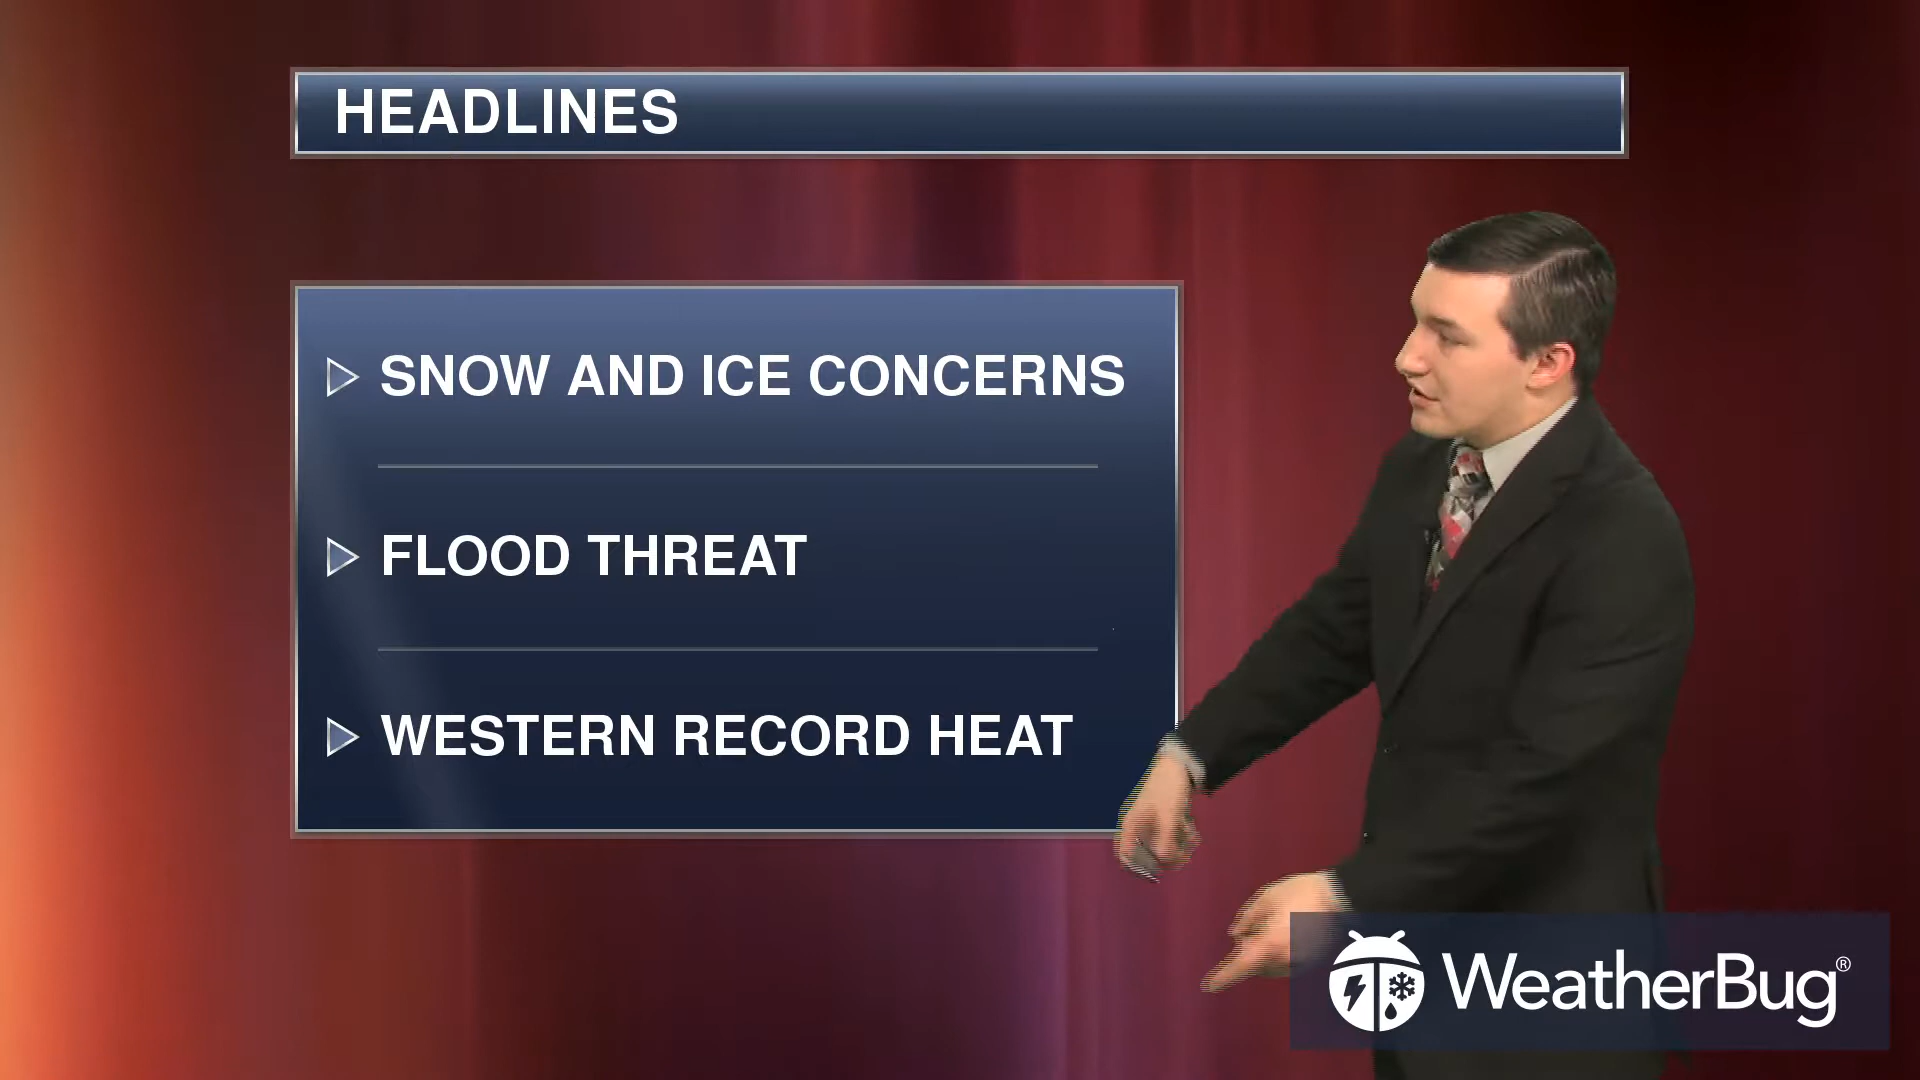 HEADLINES
SNOW AND ICE CONCERNS
FLOOD THREAT
WESTERN RECORD HEAT
WeatherBug®